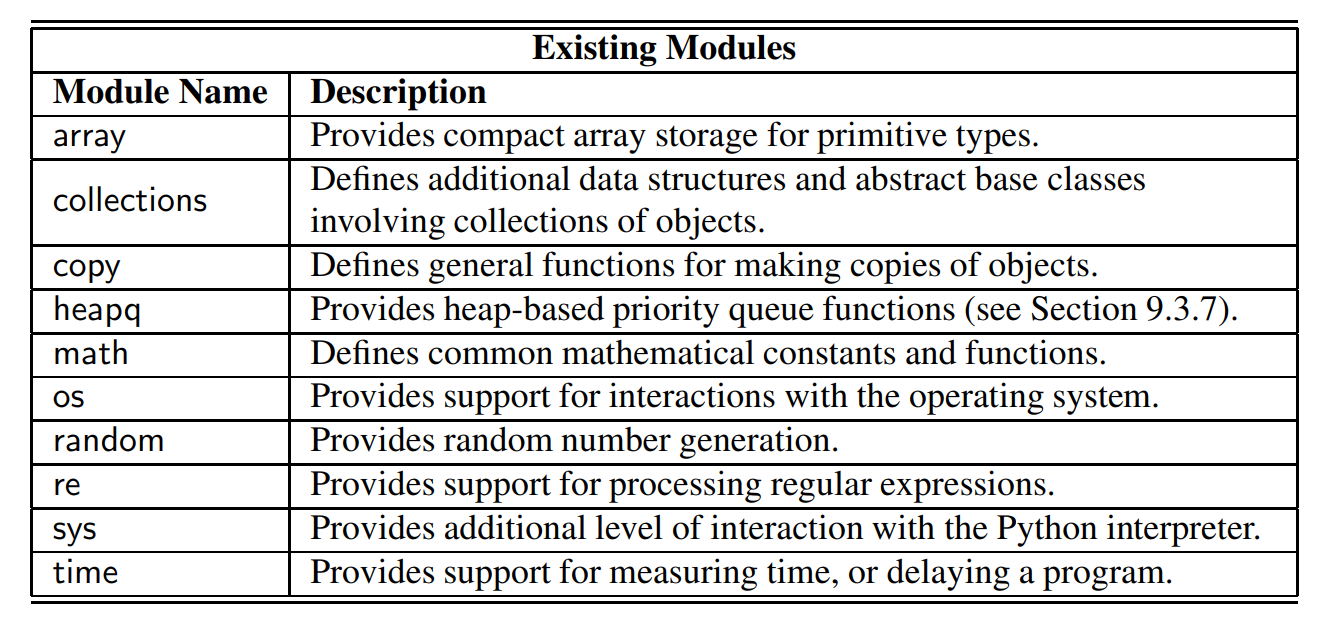 Existing Modules
Module Name Description
array Provides compact array storage for primitive types.
collections Defines additional data structures and abstract base classes
involving collections of objects.
copy Defines general functions for making copies of objects.
heapq Provides heap-based priority queue functions (see Section 9.3.7).
math Defines common mathematical constants and functions.
os Provides support for interactions with the operating system.
random Provides random number generation.
re Provides support for processing regular expressions.
sys Provides additional level of interaction with the Python interpreter.
time Provides support for measuring time, or delaying a program.